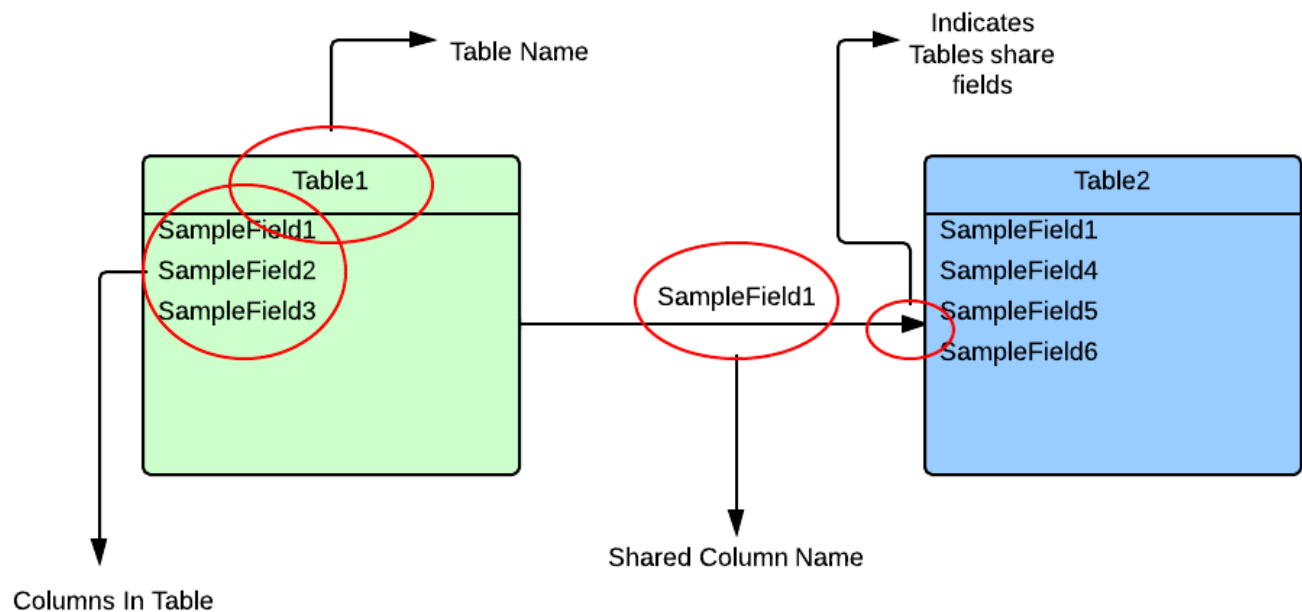 Indicates
Tables share
fields
Table Name
Table1
SampleField1
SampleField2
SampleField3
SampleField1
Table2
SampleField1
SampleField4
SampleField5
SampleField6
Shared Column Name
Columns In Table